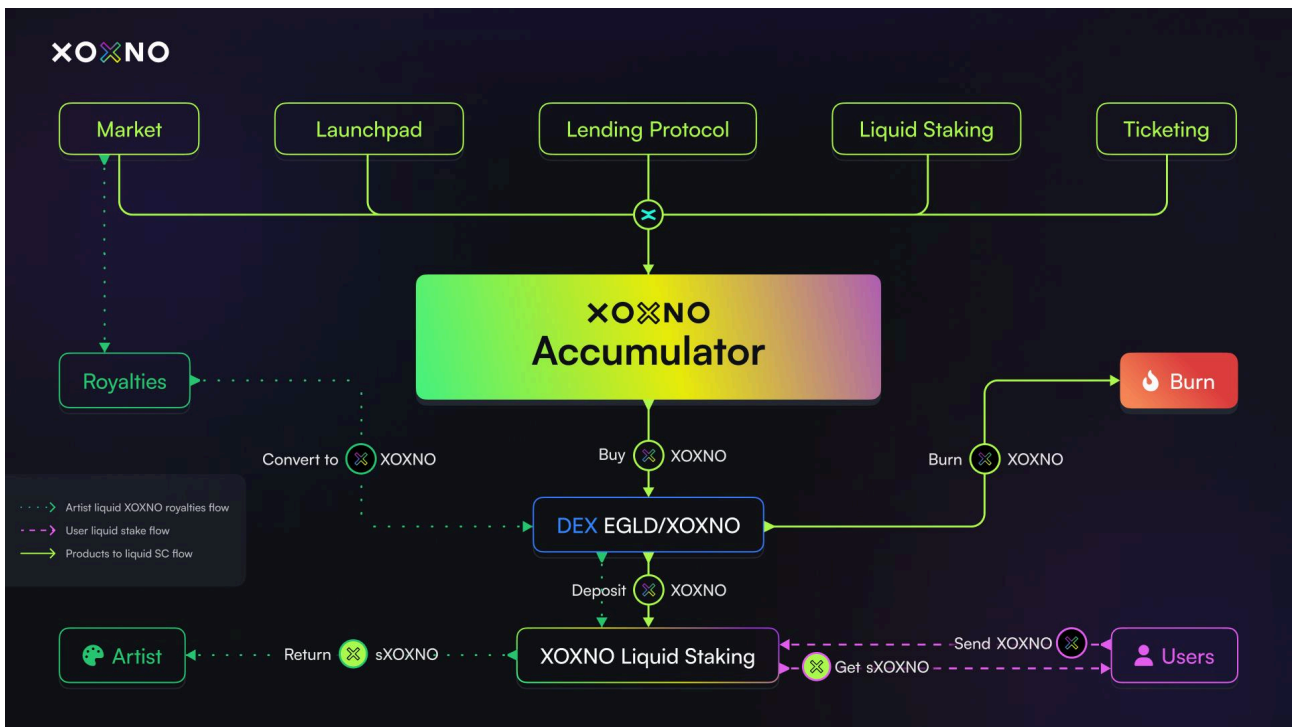 XOXNO
Market
Launchpad
Lending Protocol
Liquid Staking
Ticketing
XOXNO
Accumulator
Royalties
Burn
Convert to XOXNO
Buy XOXNO
Burn XOXNO
Artist liquid XOXNO royalties flow
User liquid stake flow
Products to liquid SC flow
DEX EGLD/XOXNO
Deposit XOXNO
Artist
Return sXOXNO
XOXNO Liquid Staking
Send XOXNO
Get sXOXNO
Users